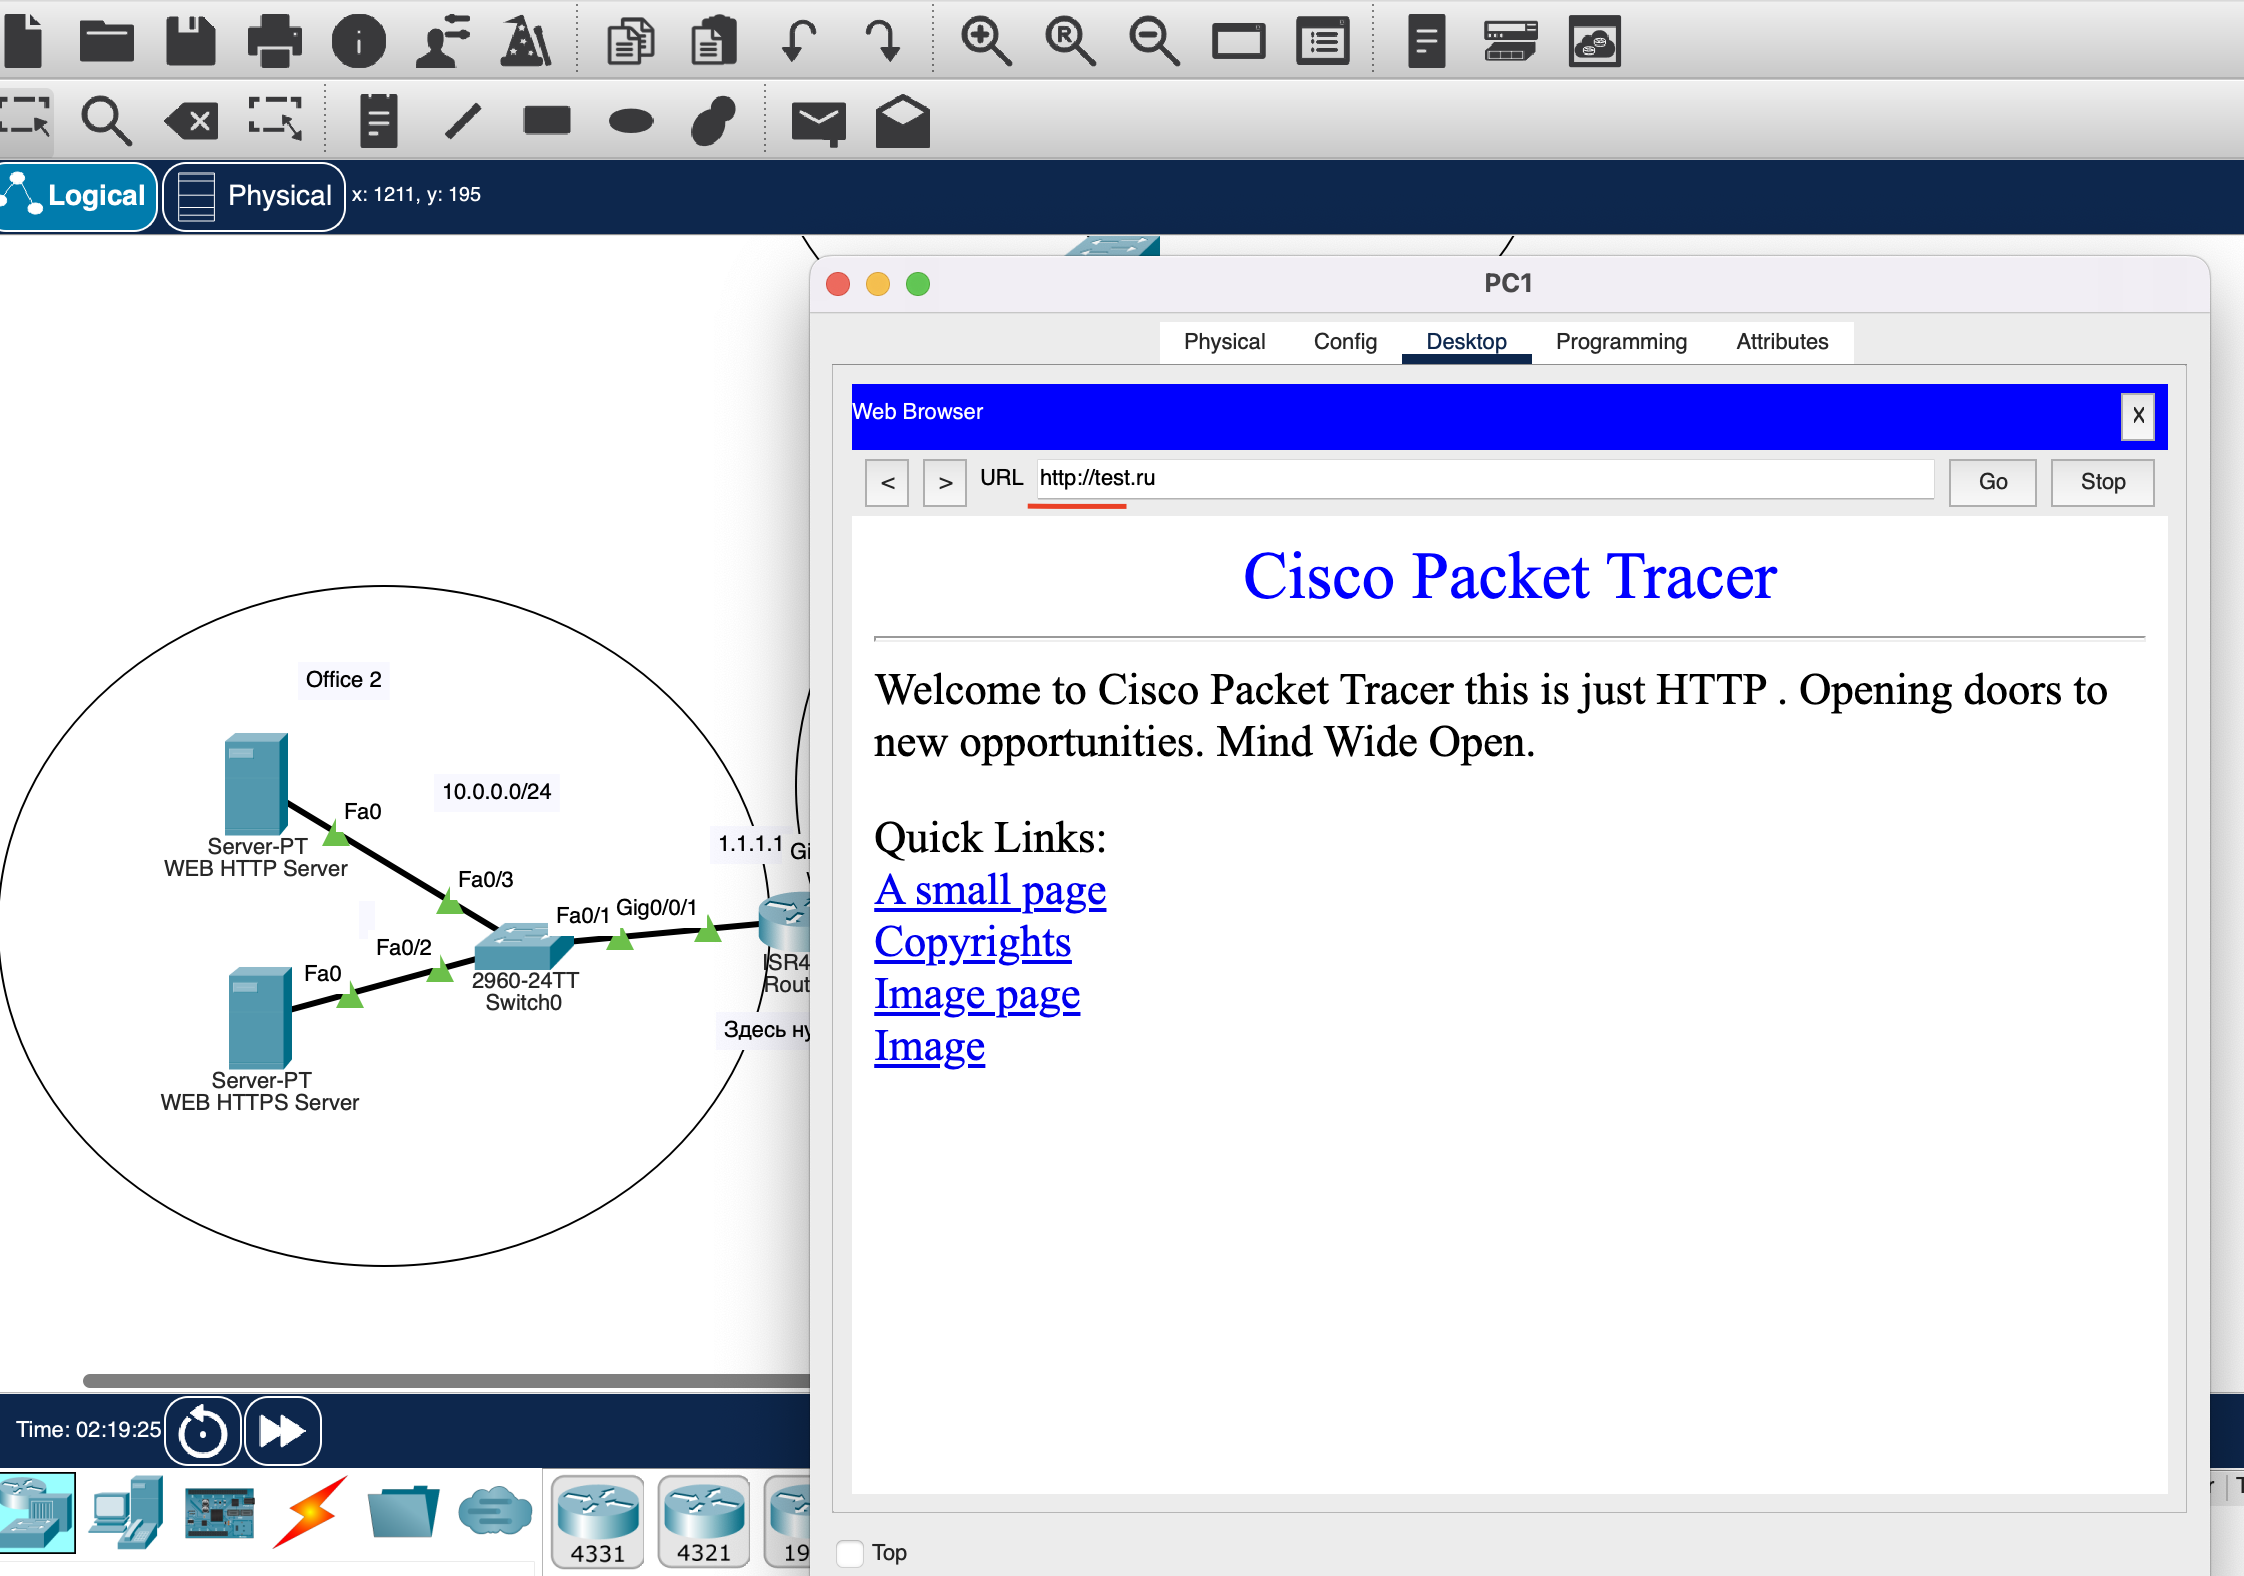 Logical
Physical
x: 1211, y: 195
PC1
Physical Config Desktop Programming Attributes
Web Browser
X
< > URL http://test.ru Go Stop
Cisco Packet Tracer
Welcome to Cisco Packet Tracer this is just HTTP . Opening doors to
new opportunities. Mind Wide Open.
Quick Links:
A small page
Copyrights
Image page
Image
Top
Office 2
10.0.0.0/24
Fa0
Server-PT
WEB HTTP Server
1.1.1.1
Fa0/3
Fa0/1 Gig0/0/1
Fa0/2
Fa0
2960-24TT
Switch0
ISR4
Rout
Здесь
Server-PT
WEB HTTPS Server
Time: 02:19:25
4331
4321
19